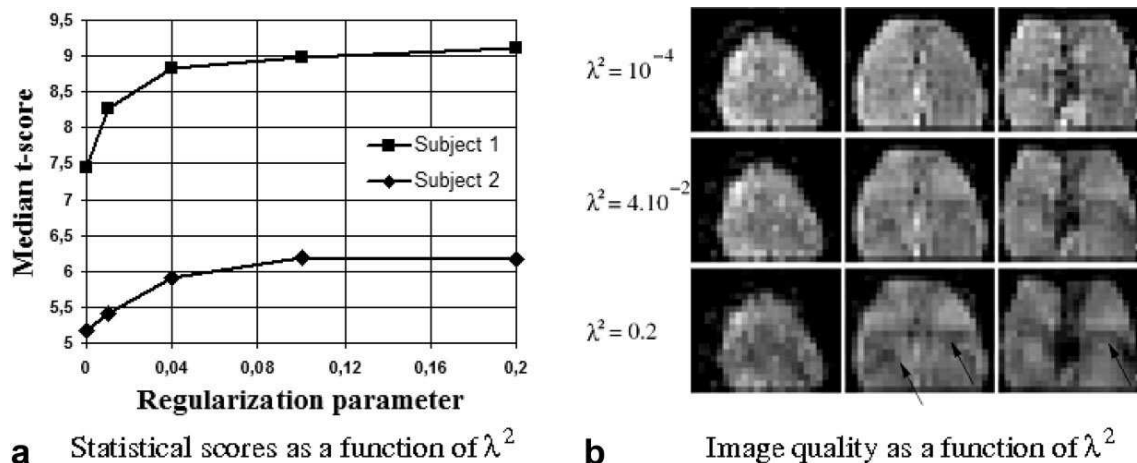 9,5
9
8,5
8
7,5
7
6,5
6
5,5
5
Median t-score
Subject 1
Subject 2
0 0,04 0,08 0,12 0,16 0,2
Regularization parameter
a Statistical scores as a function of λ²
λ² = 10⁻⁴
λ² = 4.10⁻²
λ² = 0.2
b Image quality as a function of λ²